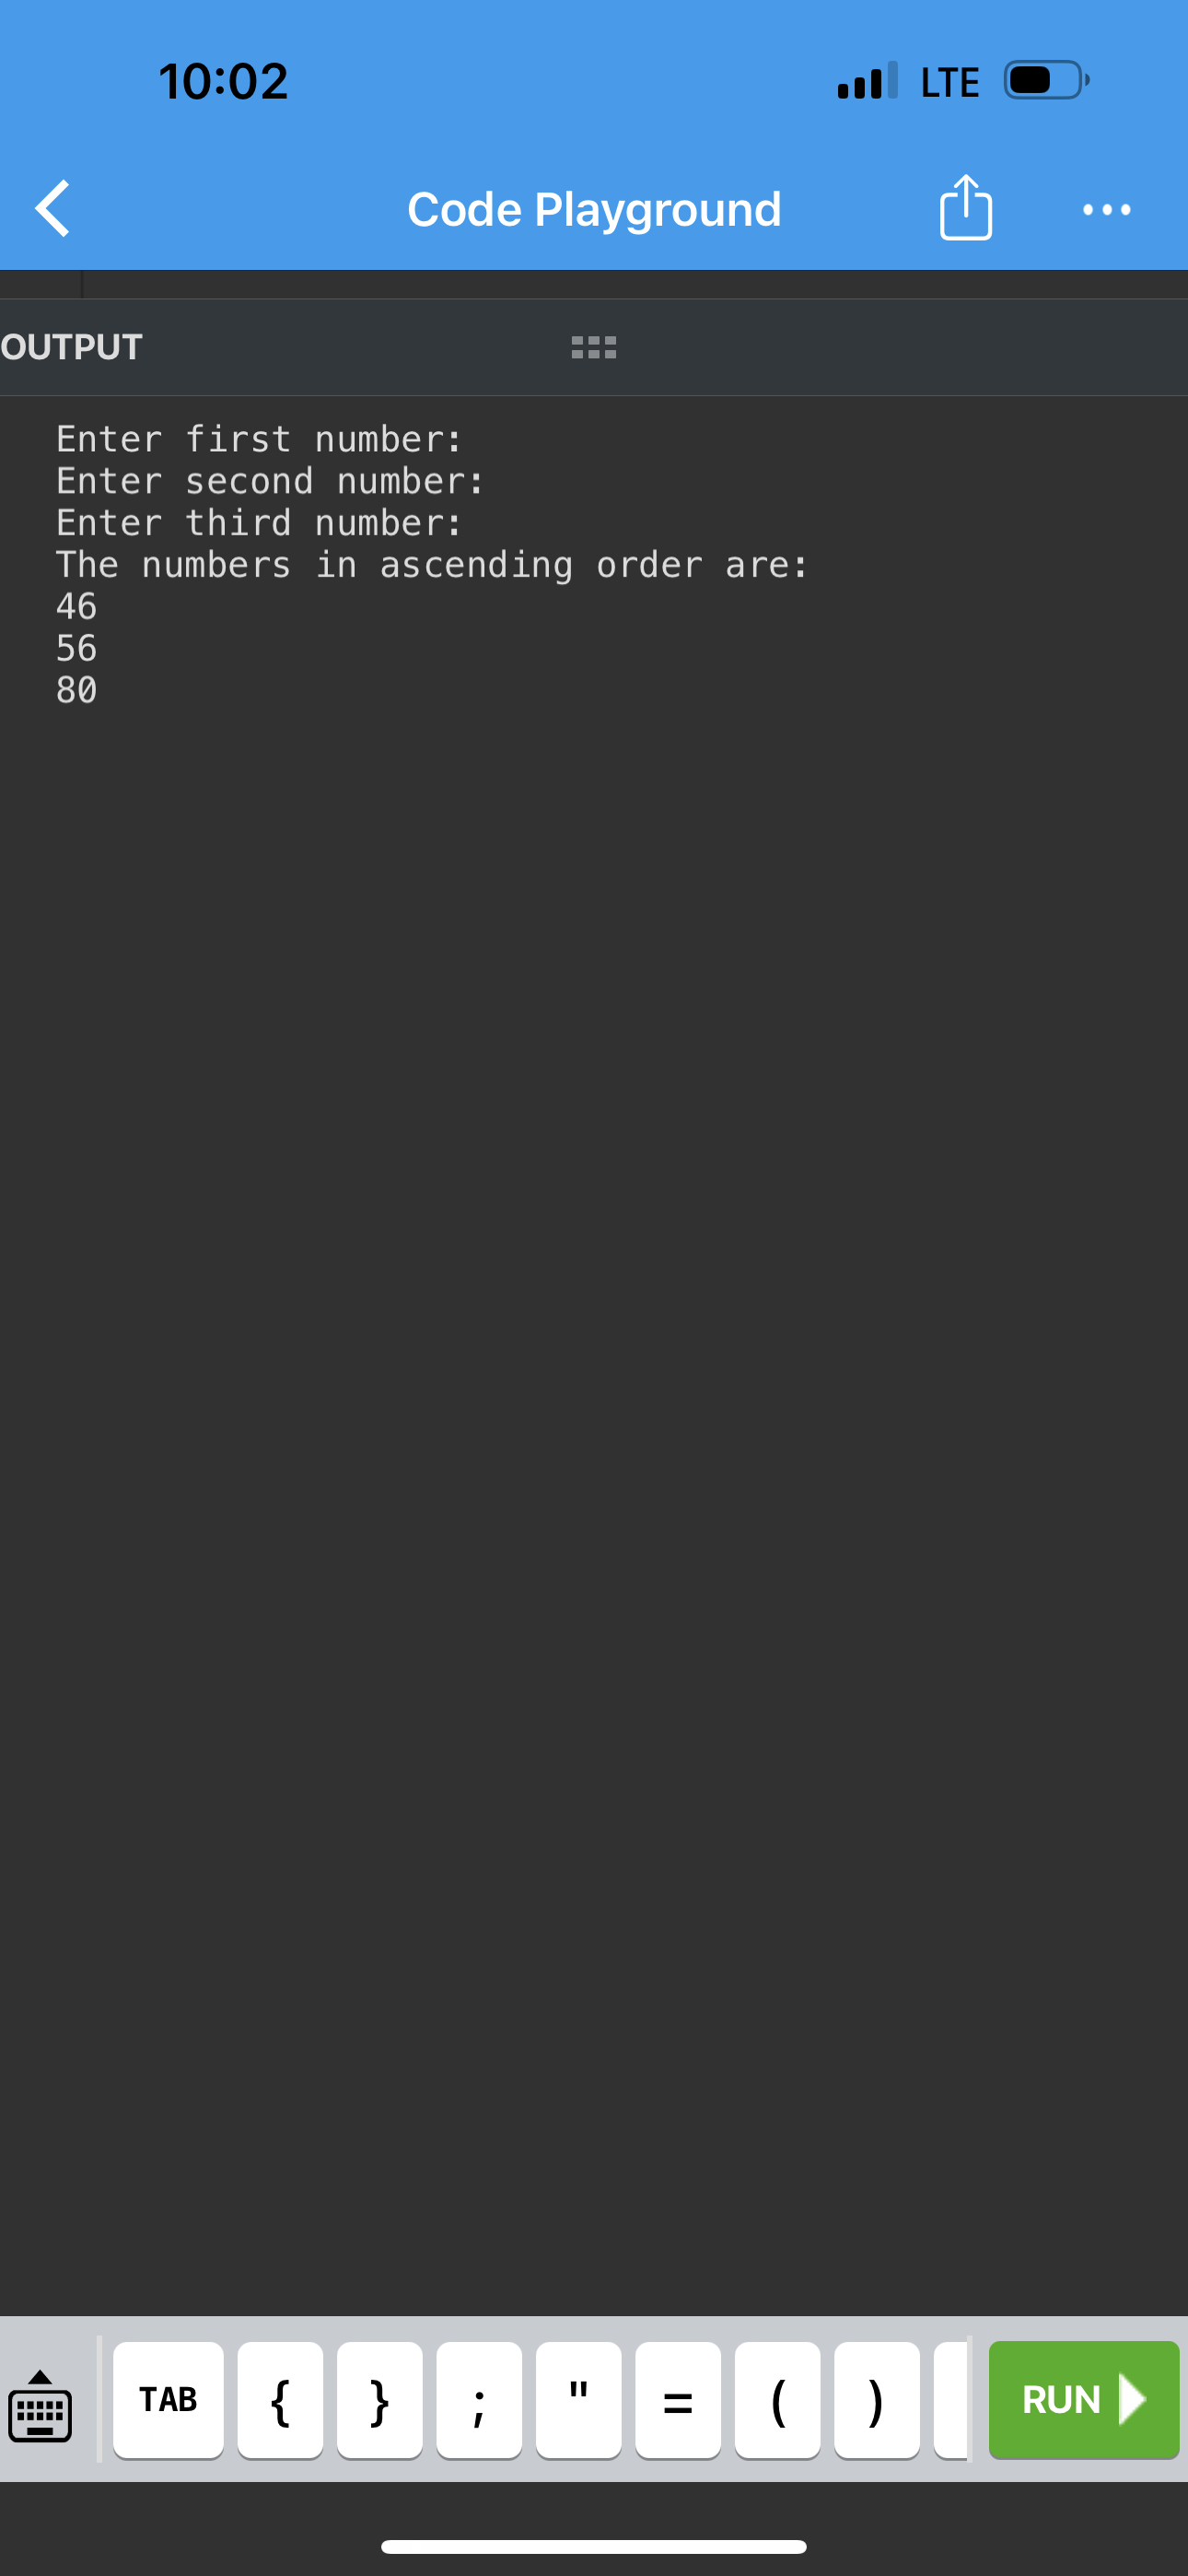 10:02
LTE
Code Playground
OUTPUT
Enter first number:
Enter second number:
Enter third number:
The numbers in ascending order are:
46
56
80
TAB { } ; " = ( ) RUN